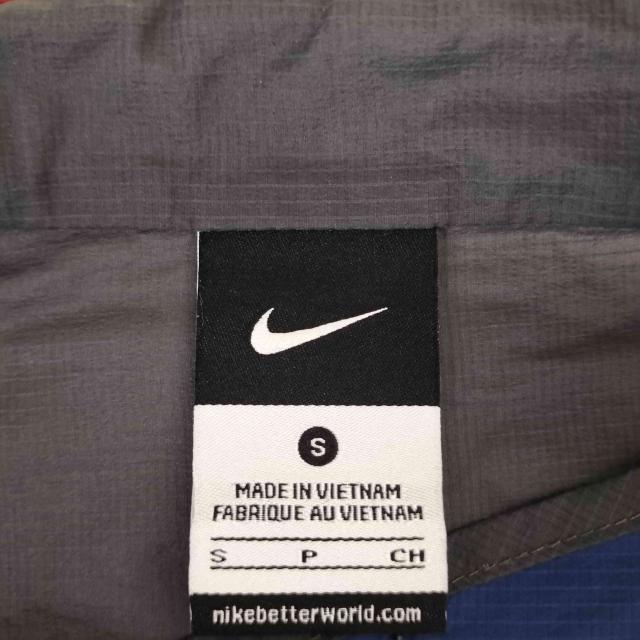 S
MADE IN VIETNAM
FABRIQUE AU VIETNAM
S P CH
nikebetterworld.com